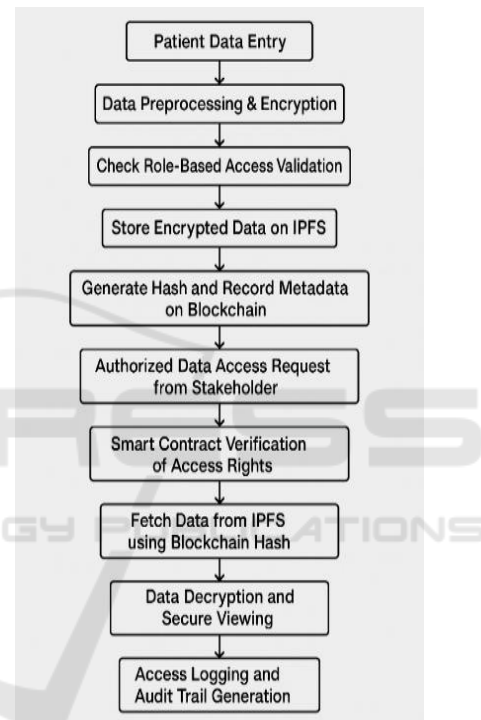 Patient Data Entry
Data Preprocessing & Encryption
Check Role-Based Access Validation
Store Encrypted Data on IPFS
Generate Hash and Record Metadata
on Blockchain
Authorized Data Access Request
from Stakeholder
Smart Contract Verification
of Access Rights
Fetch Data from IPFS
using Blockchain Hash
Data Decryption and
Secure Viewing
Access Logging and
Audit Trail Generation